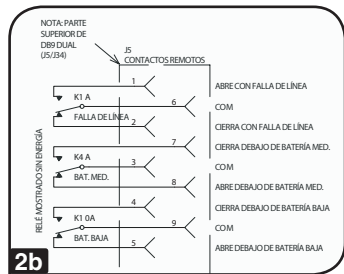 NOTA: PARTE
SUPERIOR DE
DB9 DUAL
(J5/J34)
J5
CONTACTOS REMOTOS
1 ABRE CON FALLA DE LÍNEA
K1 A
6 COM
FALLA DE LÍNEA
2 CIERRA CON FALLA DE LÍNEA
7 CIERRA DEBAJO DE BATERÍA MED.
K4 A
3 COM
BAT. MED.
8 ABRE DEBAJO DE BATERÍA MED.
4 CIERRA DEBAJO DE BATERÍA BAJA
K1 0A
9 COM
BAT. BAJA
5 ABRE DEBAJO DE BATERÍA BAJA
RELÉ MOSTRADO SIN ENERGÍA
2b